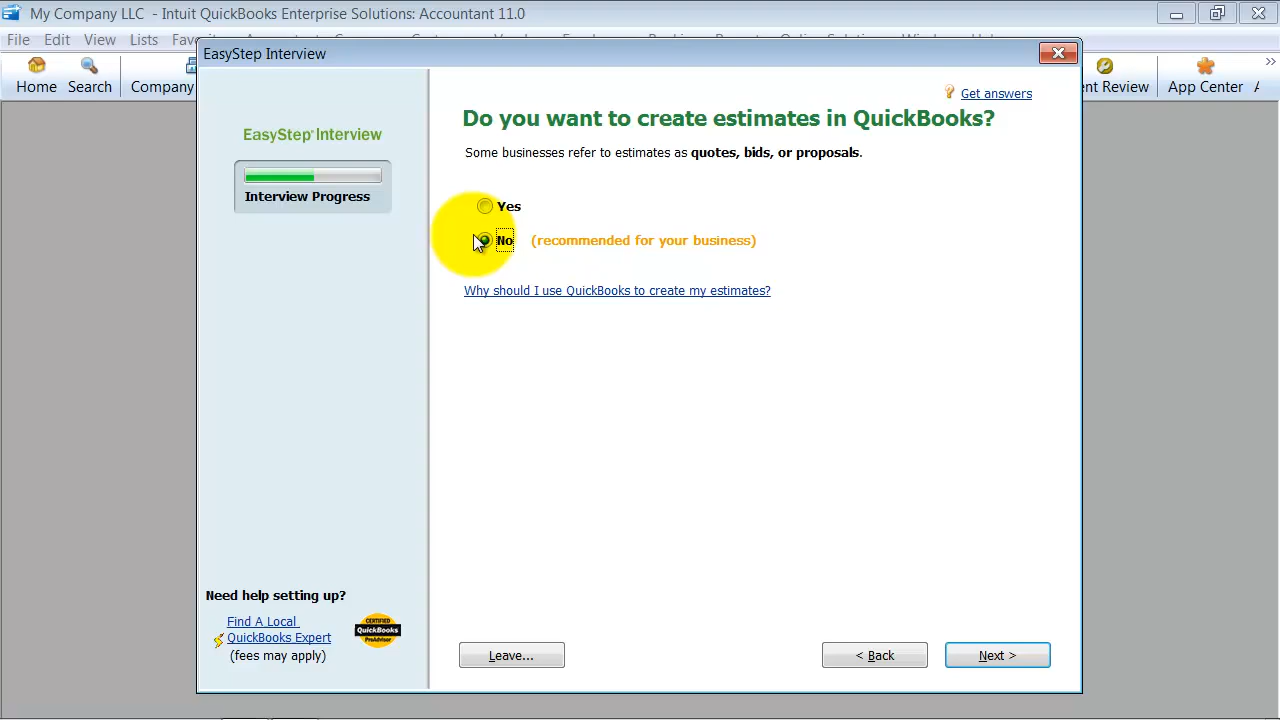 My Company LLC - Intuit QuickBooks Enterprise Solutions: Accountant 11.0
File Edit View Lists
EasyStep Interview
Home Search Company
nt Review App Center
Get answers
Do you want to create estimates in QuickBooks?
EasyStep Interview
Some businesses refer to estimates as quotes, bids, or proposals.
Interview Progress
Yes
No (recommended for your business)
Why should I use QuickBooks to create my estimates?
Need help setting up?
Find A Local
QuickBooks Expert
(fees may apply)
CERTIFIED
QuickBooks
ProAdvisor
Leave... < Back Next >